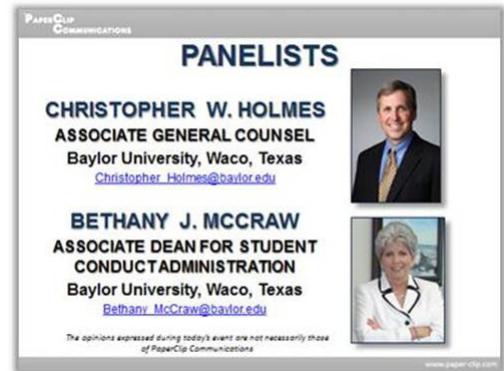 PAPERCLIP
COMMUNICATIONS
PANELISTS
CHRISTOPHER W. HOLMES
ASSOCIATE GENERAL COUNSEL
Baylor University, Waco, Texas
Christopher_Holmes@baylor.edu
BETHANY J. MCCRAW
ASSOCIATE DEAN FOR STUDENT
CONDUCT ADMINISTRATION
Baylor University, Waco, Texas
Bethany_McCraw@baylor.edu
The opinions expressed during today's event are not necessarily those
of PaperClip Communications
www.paper-clip.com